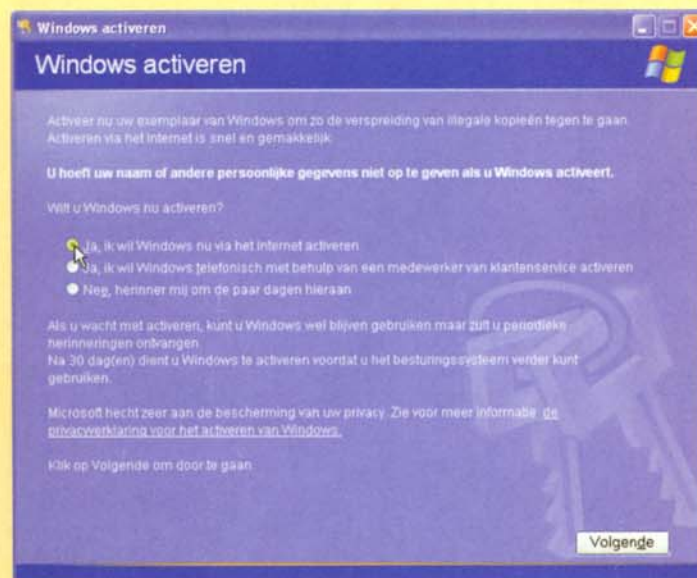 Windows activeren
Windows activeren
Activeer nu uw exemplaar van Windows om zo de verspreiding van illegale kopieën tegen te gaan.
Activeren via het Internet is snel en gemakkelijk.
U hoeft uw naam of andere persoonlijke gegevens niet op te geven als u Windows activeert.
Wilt u Windows nu activeren?
Ja, ik wil Windows nu via het Internet activeren
Ja, ik wil Windows telefonisch met behulp van een medewerker van klantenservice activeren
Nee, herinner mij om de paar dagen hieraan
Als u wacht met activeren, kunt u Windows wel blijven gebruiken maar zult u periodieke
herinneringen ontvangen
Na 30 dag(en) dient u Windows te activeren voordat u het besturingssysteem verder kunt
gebruiken.
Microsoft hecht zeer aan de bescherming van uw privacy. Zie voor meer informatie de
privacyverklaring voor het activeren van Windows.
Klik op Volgende om door te gaan
Volgende